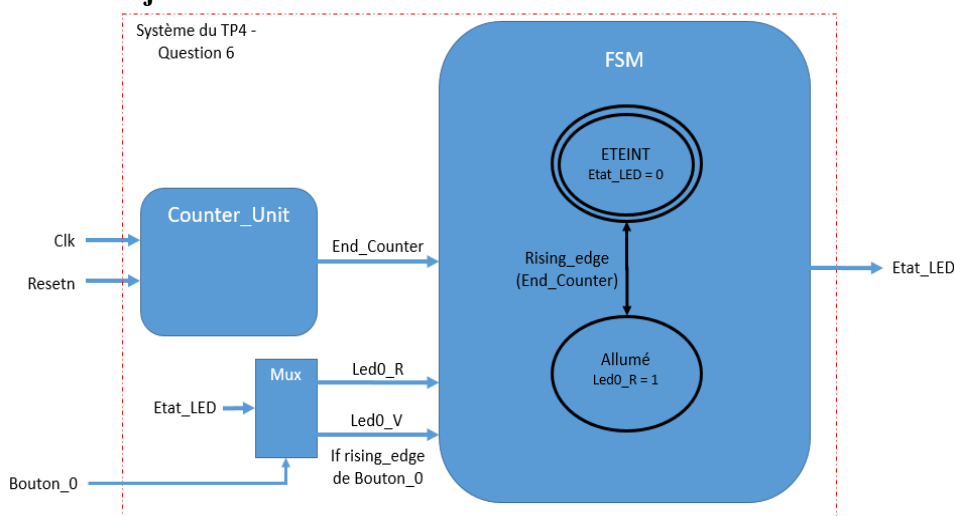 Système du TP4 -
Question 6
FSM
ETEINT
Etat_LED = 0
Counter_Unit
Clk
End_Counter
Rising_edge
(End_Counter)
Etat_LED
Resetn
Allumé
Led0_R = 1
Mux
Led0_R
Etat_LED
Led0_V
If rising_edge
de Bouton_0
Bouton_0